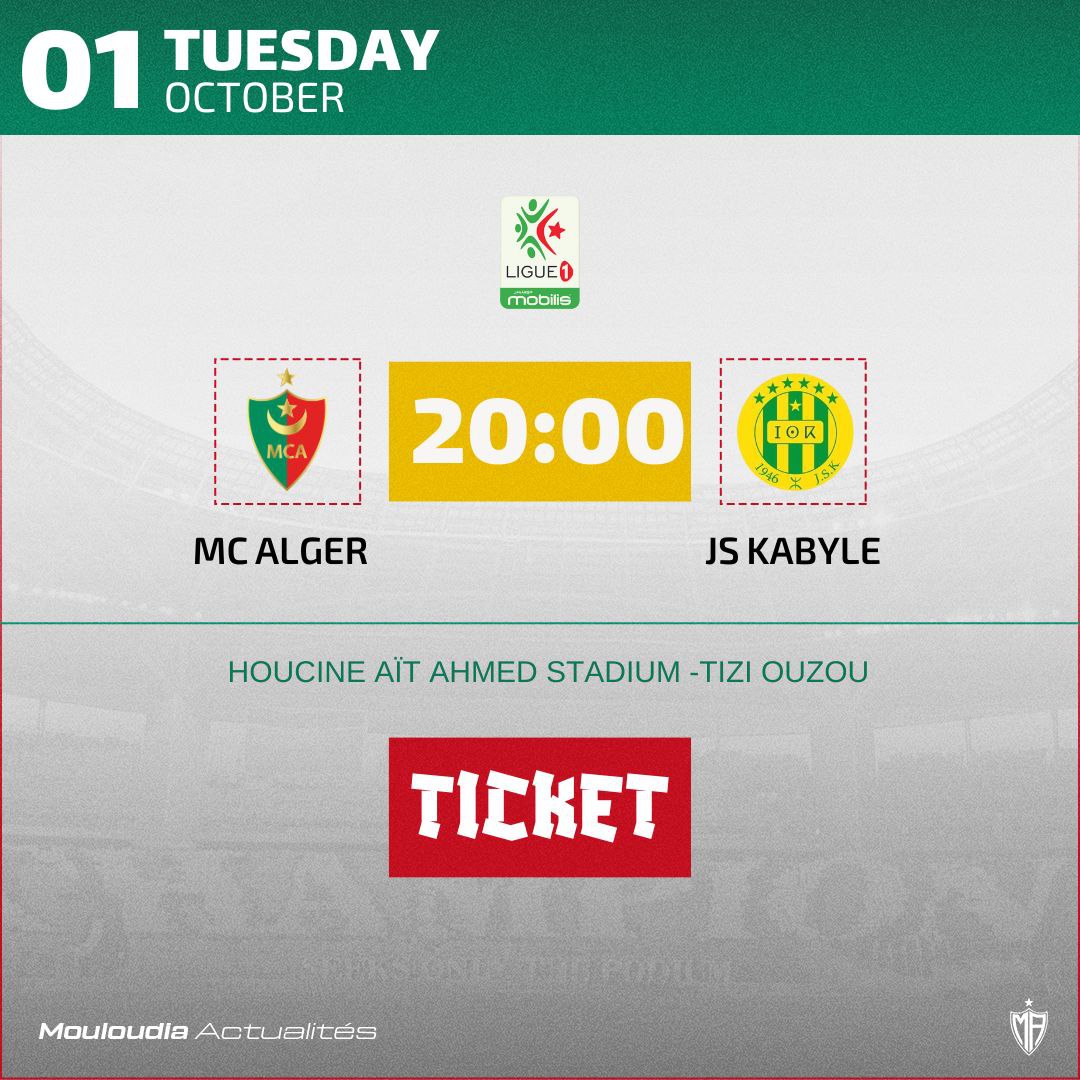 01
TUESDAY
OCTOBER
LIGUE 1
mobilis
MCA
20:00
1946 J.S.K
MC ALGER
JS KABYLE
HOUCINE AÏT AHMED STADIUM -TIZI OUZOU
TICKET
Mouloudia Actualités
MA